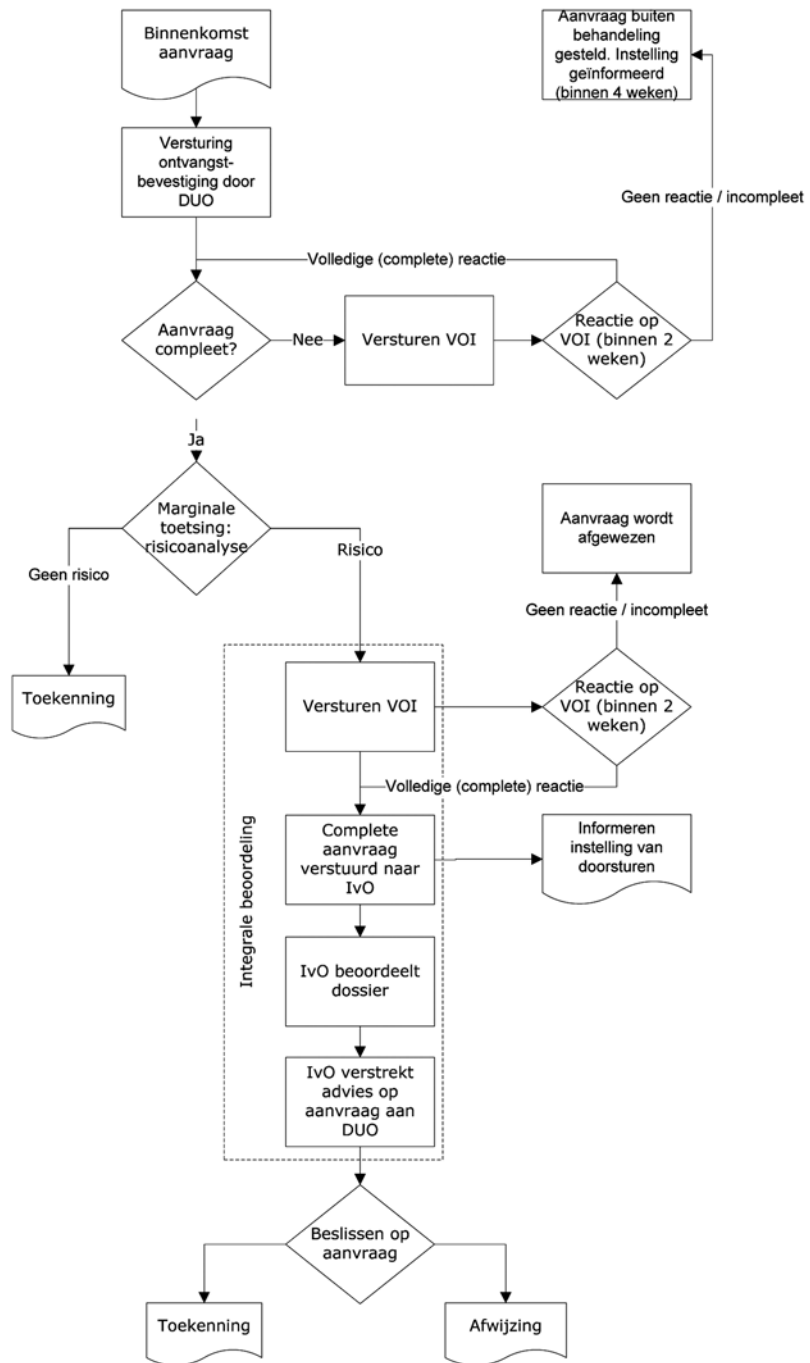 Binnenkomst
aanvraag
Aanvraag buiten
behandeling
gesteld. Instelling
geïnformeerd
(binnen 4 weken)
Versturing
ontvangst-
bevestiging door
DUO
Geen reactie / incompleet
Volledige (complete) reactie
Aanvraag
compleet?
Nee
Versturen VOI
Reactie op
VOI (binnen 2
weken)
Ja
Marginale
toetsing:
risicoanalyse
Geen risico
Risico
Aanvraag wordt
afgewezen
Geen reactie / incompleet
Toekenning
Integrale beoordeling
Versturen VOI
Reactie op
VOI (binnen 2
weken)
Volledige (complete) reactie
Complete
aanvraag
verstuurd naar
IvO
Informeren
instelling van
doorsturen
IvO beoordeelt
dossier
IvO verstrekt
advies op
aanvraag aan
DUO
Beslissen op
aanvraag
Toekenning
Afwijzing